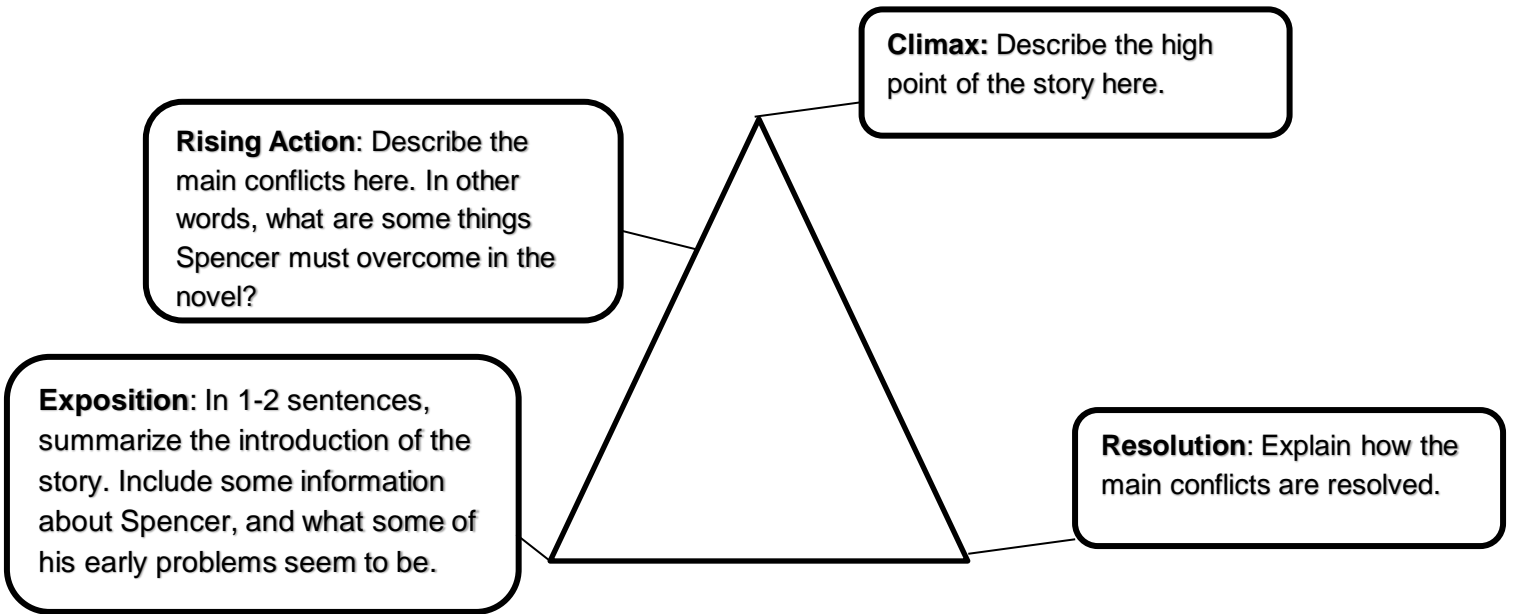 Climax: Describe the high
point of the story here.
Rising Action: Describe the
main conflicts here. In other
words, what are some things
Spencer must overcome in the
novel?
Exposition: In 1-2 sentences,
summarize the introduction of the
story. Include some information
about Spencer, and what some of
his early problems seem to be.
Resolution: Explain how the
main conflicts are resolved.